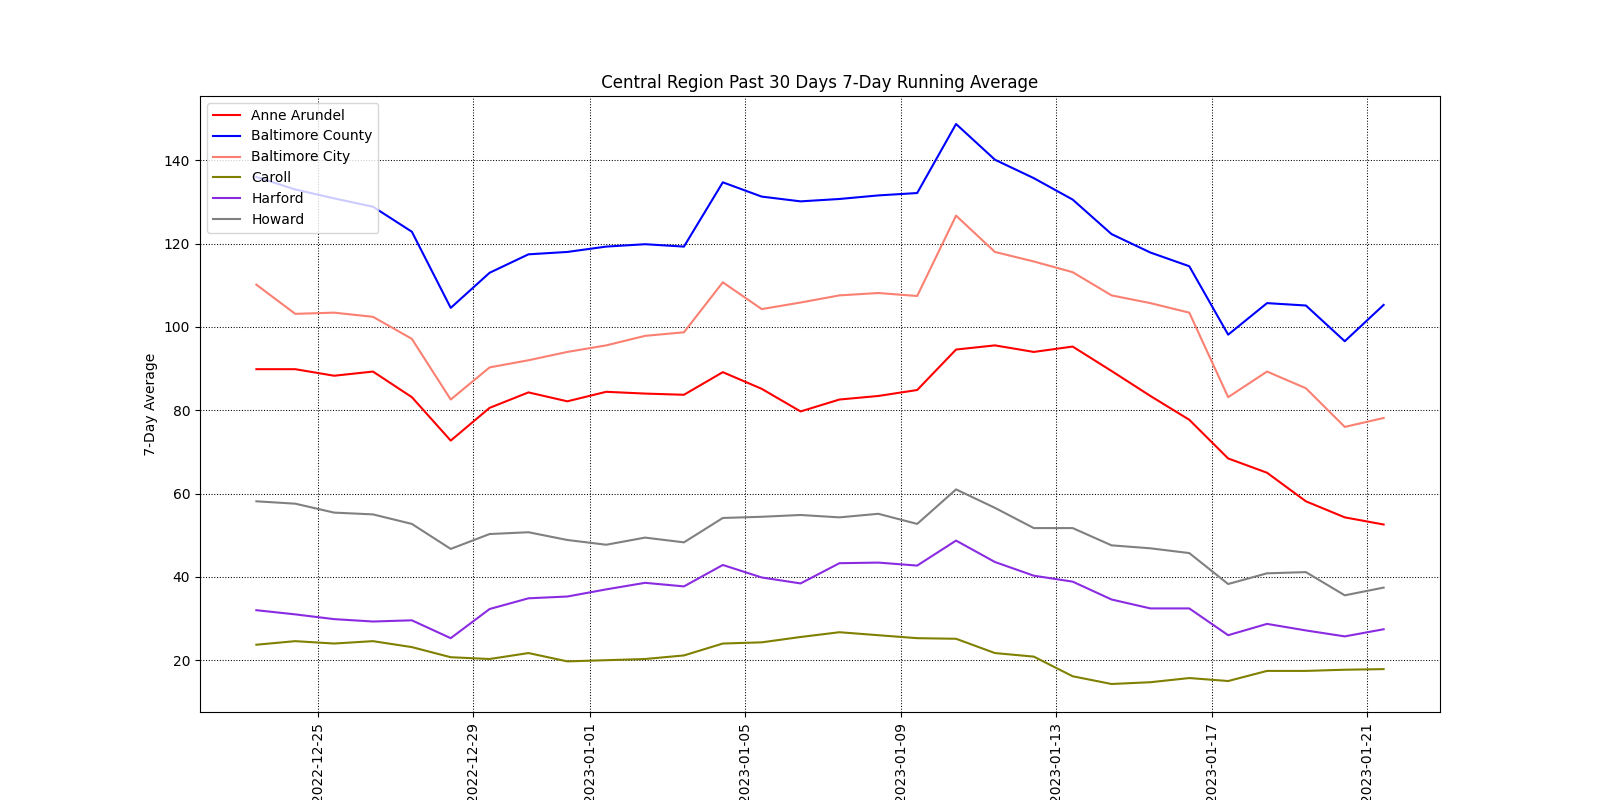 Central Region Past 30 Days 7-Day Running Average
Anne Arundel
Baltimore County
Baltimore City
Caroll
Harford
Howard
7-Day Average
140
120
100
80
60
40
20
2022-12-25
2022-12-29
2023-01-01
2023-01-05
2023-01-09
2023-01-13
2023-01-17
2023-01-21